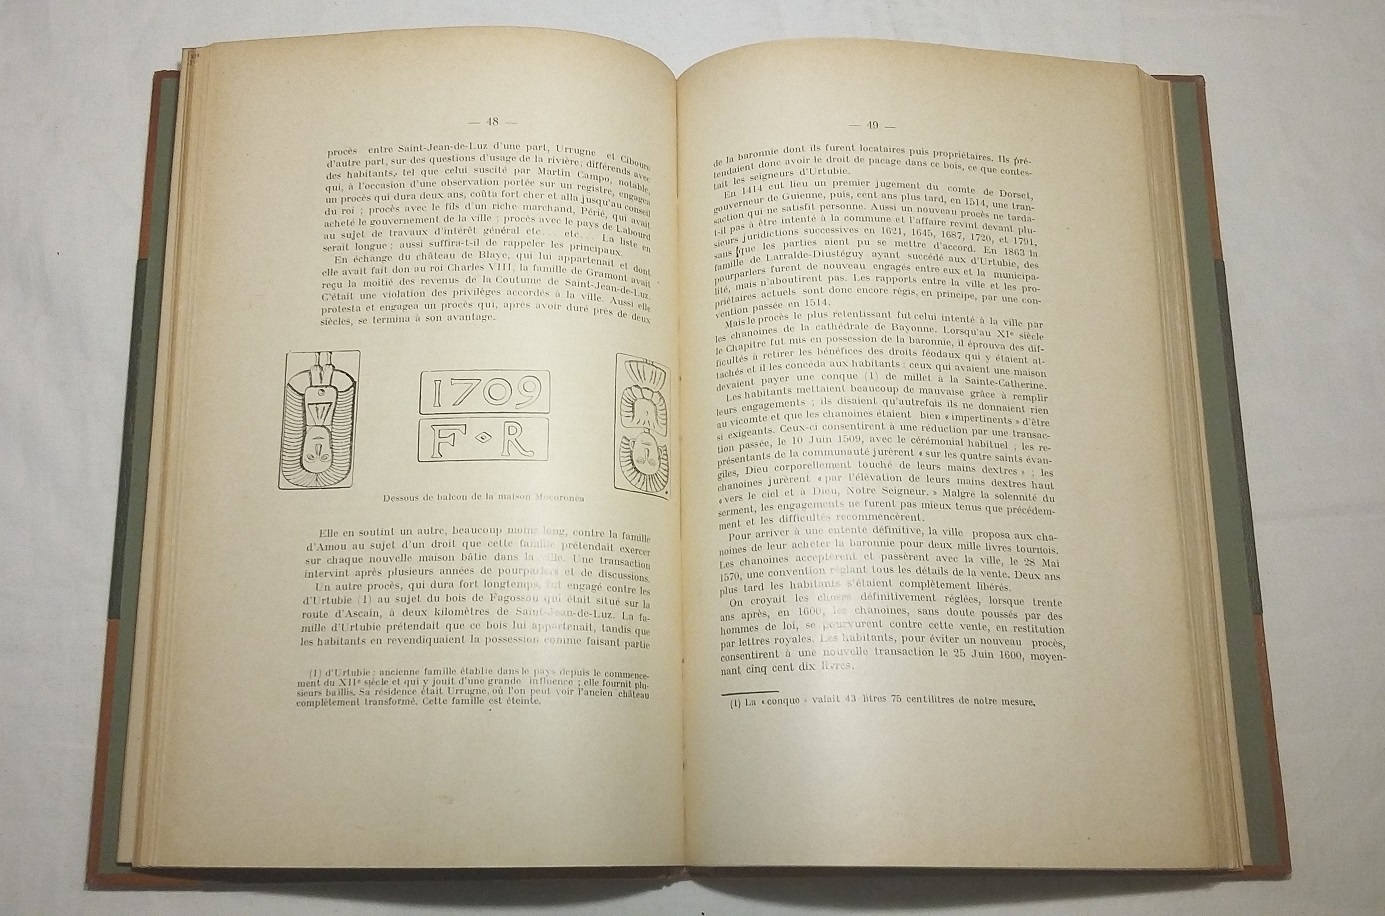 — 48 —
procès entre Saint-Jean-de-Luz d'une part, Urrugne et Ciboure
d'autre part, sur des questions d'usage de la rivière; différends avec
des habitants, tel que celui suscité par Martin Campo, notable,
qui, à l'occasion d'une observation portée sur un registre, engagea
un procès qui dura deux ans, coûta fort cher et alla jusqu'au conseil
du roi ; procès avec le fils d'un riche marchand, Périé, qui avait
acheté le gouvernement de la ville ; procès avec le pays de Labourd
au sujet de travaux d'intérêt général etc... etc... La liste en
serait longue ; aussi suffira-t-il de rappeler les principaux.
En échange du château de Blaye, qui lui appartenait et dont
elle avait fait don au roi Charles VIII, la famille de Gramont avait
reçu la moitié des revenus de la Coutume de Saint-Jean-de-Luz.
C'était une violation des privilèges accordés à la ville. Aussi elle
protesta et engagea un procès qui, après avoir duré près de deux
siècles, se termina à son avantage.
1709
F R
Dessous de balcon de la maison Mocoronéa
Elle en soutint un autre, beaucoup moins long, contre la famille
d'Amou au sujet d'un droit que cette famille prétendait exercer
sur chaque nouvelle maison bâtie dans la ville. Une transaction
intervint après plusieurs années de pourparlers et de discussions.
Un autre procès, qui dura fort longtemps, fut engagé contre les
d'Urtubie (1) au sujet du bois de Fagosson qui était situé sur la
route d'Ascain, à deux kilomètres de Saint-Jean-de-Luz. La fa-
mille d'Urtubie prétendait que ce bois lui appartenait, tandis que
les habitants en revendiquaient la possession comme faisant partie
(1) d'Urtubie : ancienne famille établie dans le pays depuis le commence-
ment du XIIe siècle et qui y jouit d'une grande influence ; elle fournit plu-
sieurs baillis. Sa résidence était Urrugne, où l'on peut voir l'ancien château
complètement transformé. Cette famille est éteinte.
— 49 —
de la baronnie dont ils furent locataires puis propriétaires. Ils pré-
tendaient donc avoir le droit de pacage dans ce bois, ce que contes-
tait les seigneurs d'Urtubie.
En 1414 eut lieu un premier jugement du comte de Dorset,
gouverneur de Guienne, puis, cent ans plus tard, en 1514, une tran-
saction qui ne satisfit personne. Aussi un nouveau procès ne tarda-
t-il pas à être intenté à la commune et l'affaire revint devant plu-
sieurs juridictions successives en 1621, 1645, 1687, 1720, et 1791,
sans que les parties aient pu se mettre d'accord. En 1863 la
famille de Larralde-Diustéguy ayant succédé aux d'Urtubie, des
pourparlers furent de nouveau engagés entre eux et la municipa-
lité, mais n'aboutirent pas. Les rapports entre la ville et les pro-
priétaires actuels sont donc encore régis, en principe, par une con-
vention passée en 1514.
Mais le procès le plus retentissant fut celui intenté à la ville par
les chanoines de la cathédrale de Bayonne. Lorsqu'au XIe siècle
le Chapitre fut mis en possession de la baronnie, il éprouva des dif-
ficultés à retirer les bénéfices des droits féodaux qui y étaient at-
tachés et il les concéda aux habitants : ceux qui avaient une maison
devaient payer une conque (1) de millet à la Sainte-Catherine.
Les habitants mettaient beaucoup de mauvaise grâce à remplir
leurs engagements ; ils disaient qu'autrefois ils ne donnaient rien
au vicomte et que les chanoines étaient bien « impertinents » d'être
si exigeants. Ceux-ci consentirent à une réduction par une transac-
tion passée, le 10 Juin 1509, avec le cérémonial habituel ; les re-
présentants de la communauté jurèrent « sur les quatre saints évan-
giles, Dieu corporellement touché de leurs mains dextres » ; les
chanoines jurèrent « par l'élévation de leurs mains dextres haut
« vers le ciel et à Dieu, Notre Seigneur. » Malgré la solennité du
serment, les engagements ne furent pas mieux tenus que précédem-
ment et les difficultés recommencèrent.
Pour arriver à une entente définitive, la ville proposa aux cha-
noines de leur acheter la baronnie pour deux mille livres tournois.
Les chanoines acceptèrent et passèrent avec la ville, le 28 Mai
1570, une convention réglant tous les détails de la vente. Deux ans
plus tard les habitants s'étaient complètement libérés.
On croyait les choses définitivement réglées, lorsque trente
ans après, en 1600, les chanoines, sans doute poussés par des
hommes de loi, se pourvurent contre cette vente, en restitution
par lettres royales. Les habitants, pour éviter un nouveau procès,
consentirent à une nouvelle transaction le 25 Juin 1600, moyen-
nant cinq cent dix livres.
(1) La « conque » valait 43 litres 75 centilitres de notre mesure.